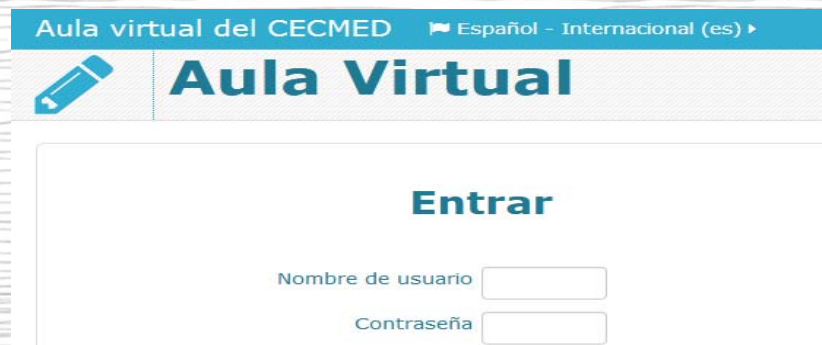 Aula virtual del CECMED Español - Internacional (es)
Aula Virtual
Entrar
Nombre de usuario
Contraseña